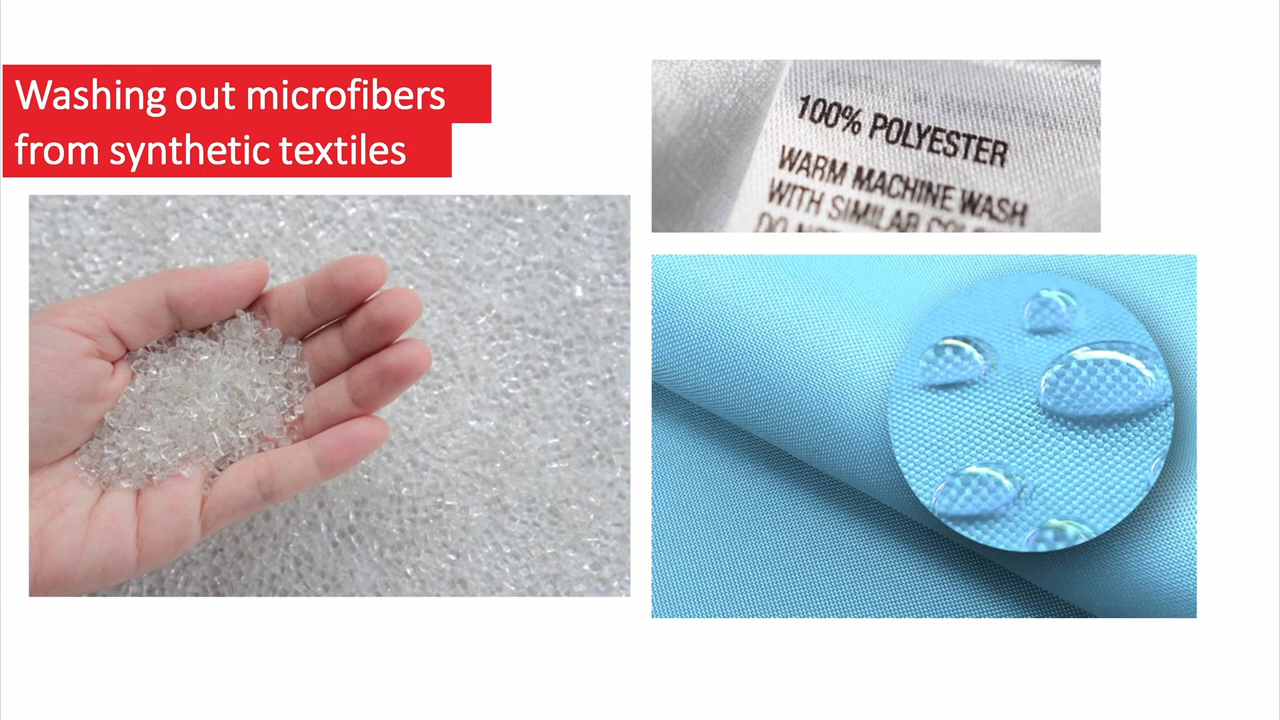 Washing out microfibers
from synthetic textiles
100% POLYESTER
WARM MACHINE WASH
WITH SIMILAR